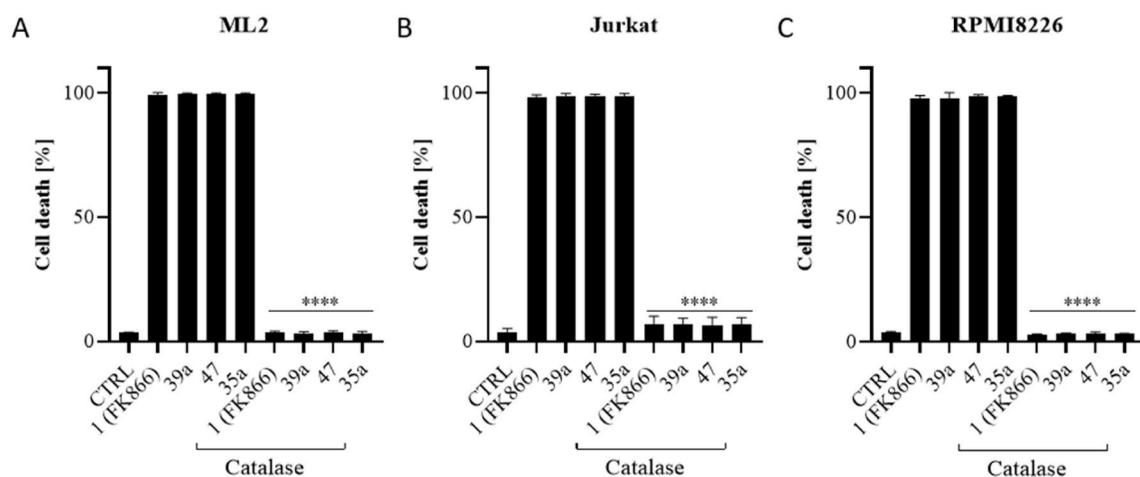 A
ML2
Cell death [%]
100
50
0
****
CTRL
1 (FK866)
39a
47
35a
1 (FK866)
39a
47
35a
Catalase
B
Jurkat
Cell death [%]
100
50
0
****
CTRL
1 (FK866)
39a
47
35a
1 (FK866)
39a
47
35a
Catalase
C
RPMI8226
Cell death [%]
100
50
0
****
CTRL
1 (FK866)
39a
47
35a
1 (FK866)
39a
47
35a
Catalase